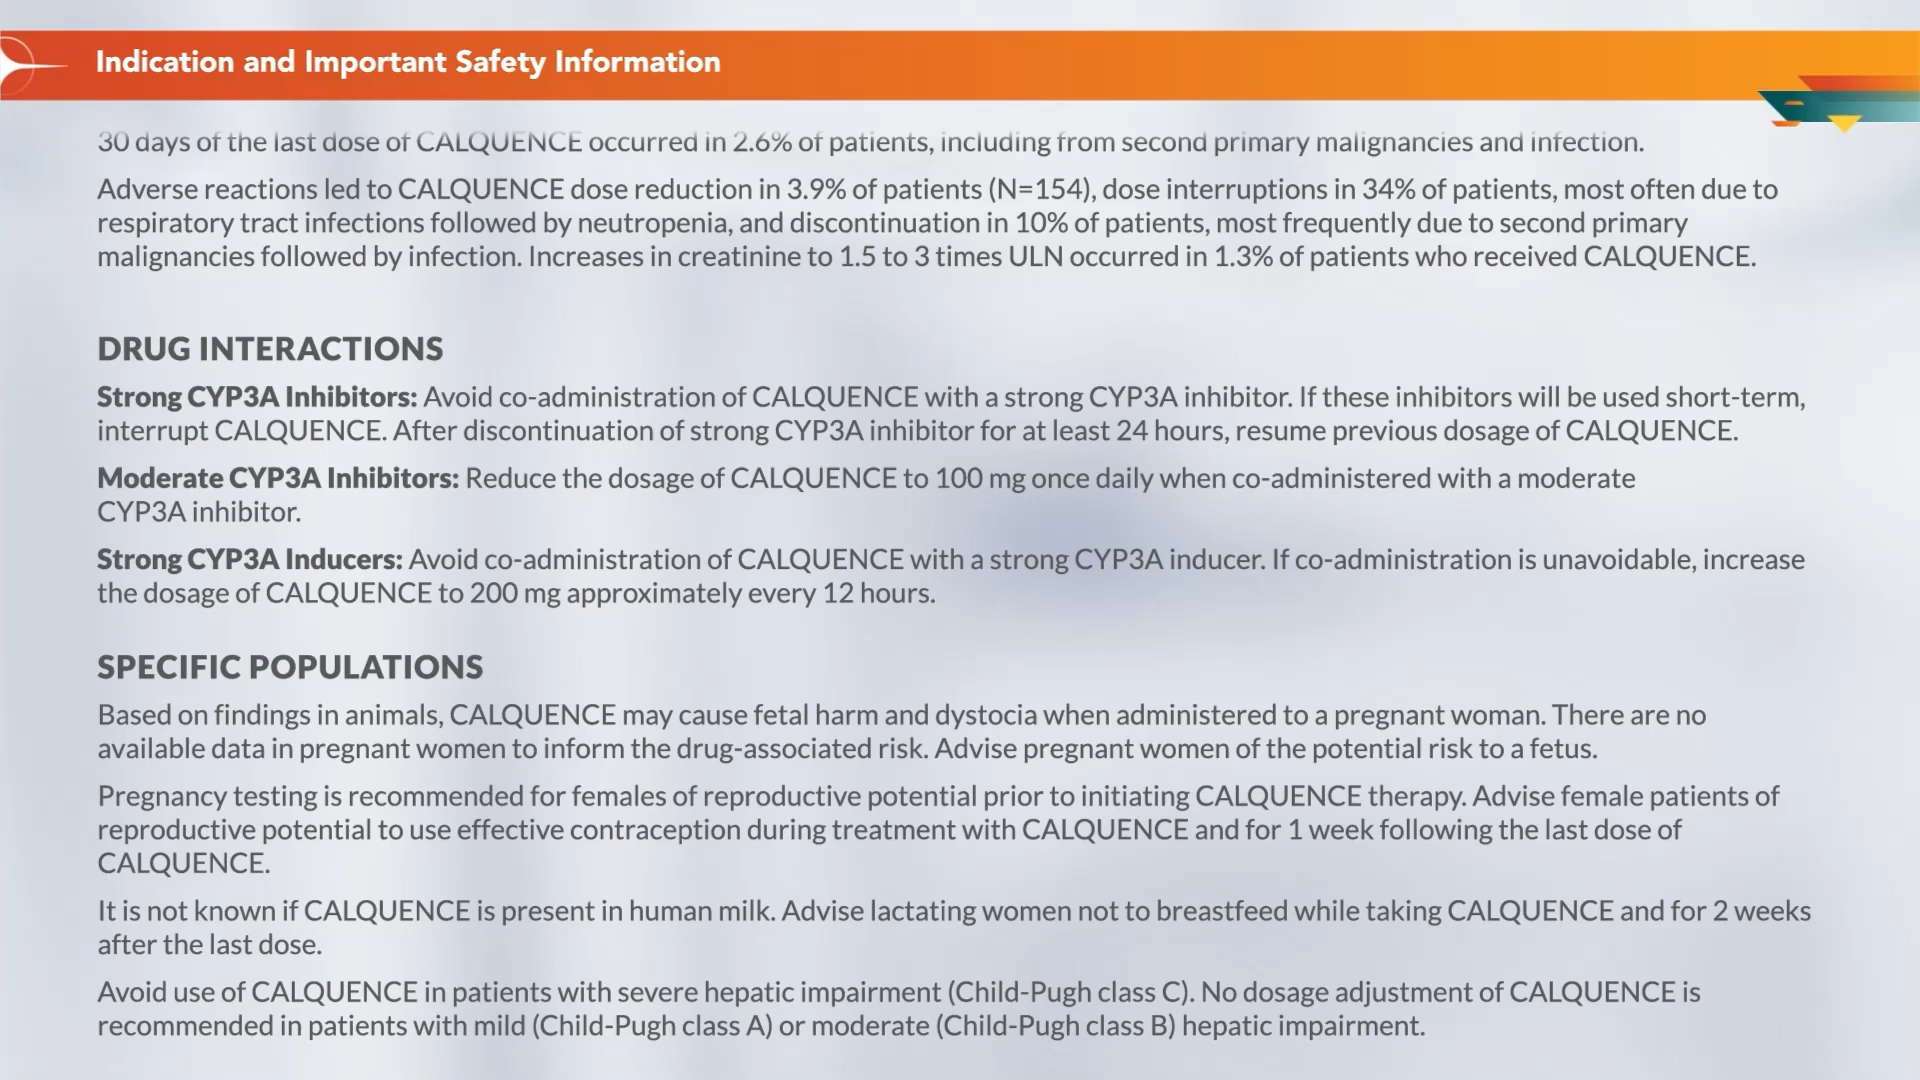 Indication and Important Safety Information
30 days of the last dose of CALQUENCE occurred in 2.6% of patients, including from second primary malignancies and infection.
Adverse reactions led to CALQUENCE dose reduction in 3.9% of patients (N=154), dose interruptions in 34% of patients, most often due to
respiratory tract infections followed by neutropenia, and discontinuation in 10% of patients, most frequently due to second primary
malignancies followed by infection. Increases in creatinine to 1.5 to 3 times ULN occurred in 1.3% of patients who received CALQUENCE.
DRUG INTERACTIONS
Strong CYP3A Inhibitors: Avoid co-administration of CALQUENCE with a strong CYP3A inhibitor. If these inhibitors will be used short-term,
interrupt CALQUENCE. After discontinuation of strong CYP3A inhibitor for at least 24 hours, resume previous dosage of CALQUENCE.
Moderate CYP3A Inhibitors: Reduce the dosage of CALQUENCE to 100 mg once daily when co-administered with a moderate
CYP3A inhibitor.
Strong CYP3A Inducers: Avoid co-administration of CALQUENCE with a strong CYP3A inducer. If co-administration is unavoidable, increase
the dosage of CALQUENCE to 200 mg approximately every 12 hours.
SPECIFIC POPULATIONS
Based on findings in animals, CALQUENCE may cause fetal harm and dystocia when administered to a pregnant woman. There are no
available data in pregnant women to inform the drug-associated risk. Advise pregnant women of the potential risk to a fetus.
Pregnancy testing is recommended for females of reproductive potential prior to initiating CALQUENCE therapy. Advise female patients of
reproductive potential to use effective contraception during treatment with CALQUENCE and for 1 week following the last dose of
CALQUENCE.
It is not known if CALQUENCE is present in human milk. Advise lactating women not to breastfeed while taking CALQUENCE and for 2 weeks
after the last dose.
Avoid use of CALQUENCE in patients with severe hepatic impairment (Child-Pugh class C). No dosage adjustment of CALQUENCE is
recommended in patients with mild (Child-Pugh class A) or moderate (Child-Pugh class B) hepatic impairment.